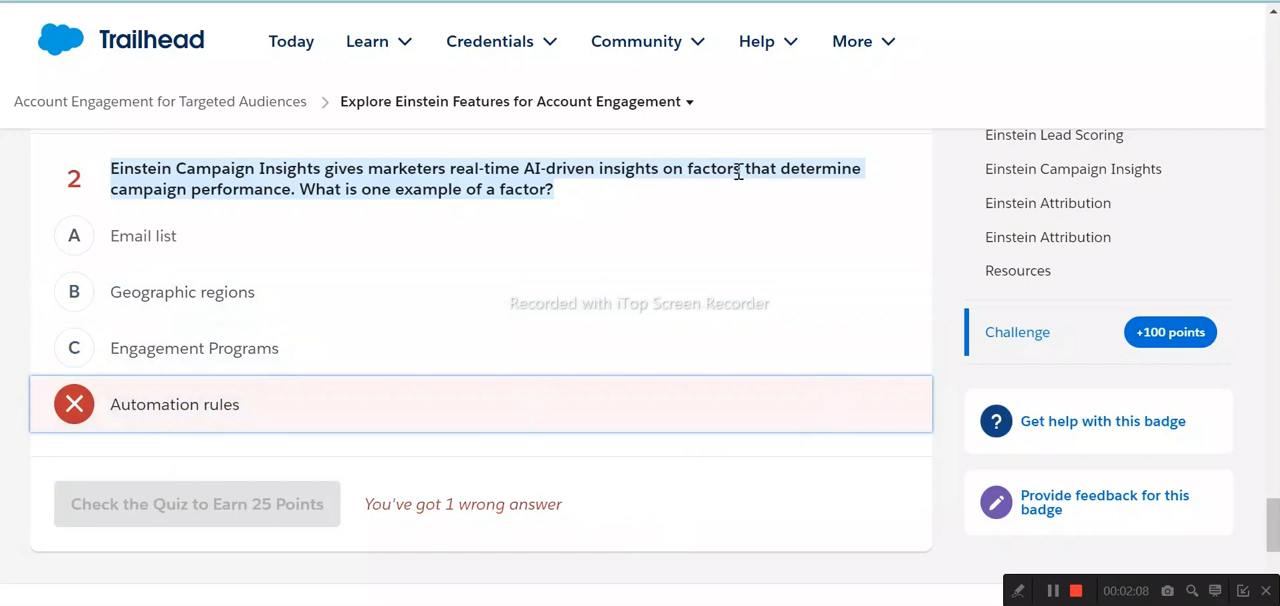 Trailhead
Today
Learn
Credentials
Community
Help
More
Account Engagement for Targeted Audiences
Explore Einstein Features for Account Engagement
2
Einstein Campaign Insights gives marketers real-time AI-driven insights on factors that determine
campaign performance. What is one example of a factor?
A
Email list
B
Geographic regions
C
Engagement Programs
Automation rules
Check the Quiz to Earn 25 Points
You've got 1 wrong answer
Recorded with iTop Screen Recorder
Einstein Lead Scoring
Einstein Campaign Insights
Einstein Attribution
Einstein Attribution
Resources
Challenge
+100 points
?
Get help with this badge
Provide feedback for this
badge
00:02:08